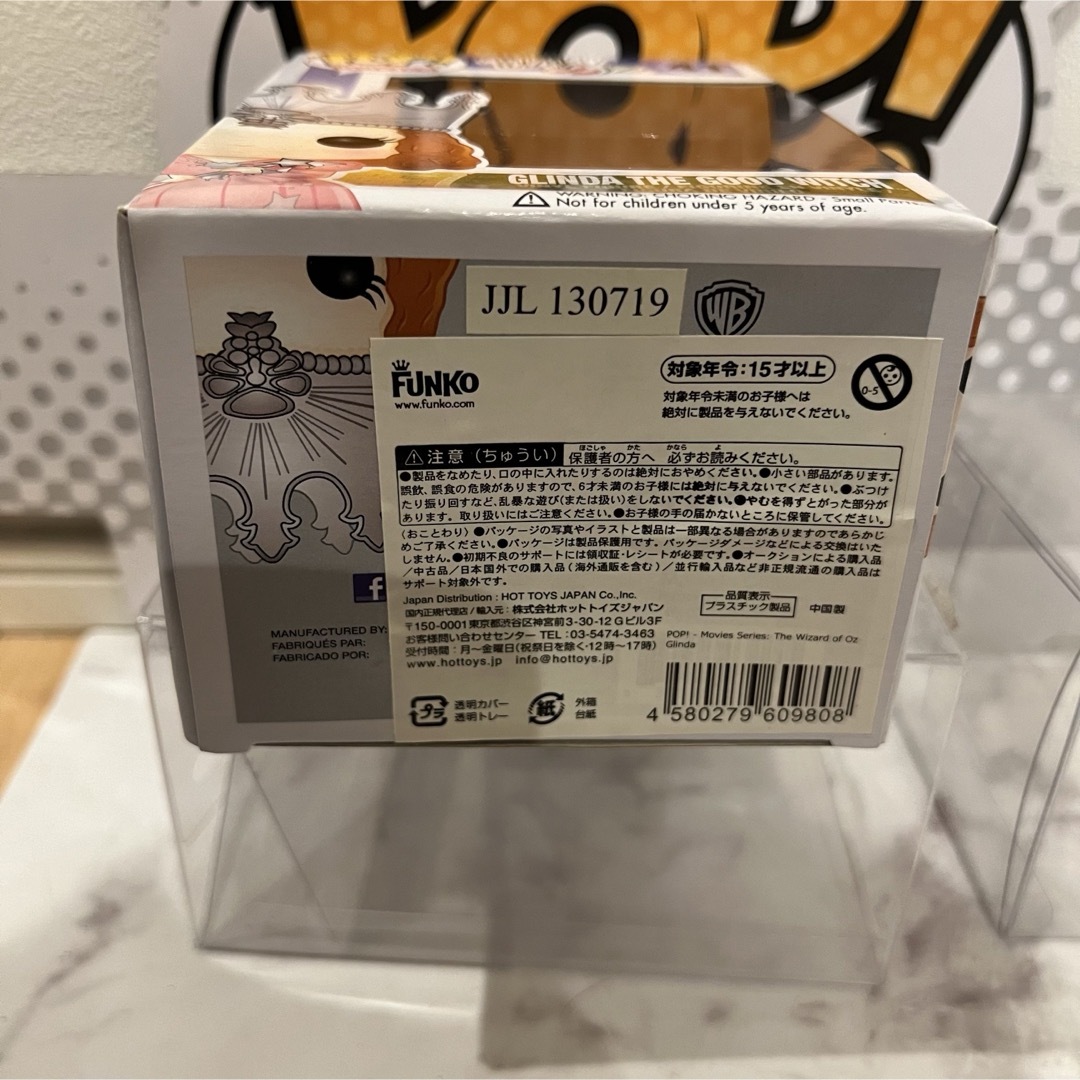 POP!
GLINDA THE GOOD WITCH
WARNING: CHOKING HAZARD - Small Parts
Not for children under 5 years of age.
JJL 130719
WB
FUNKO
www.funko.com
対象年令:15才以上
対象年令未満のお子様へは
絶対に製品を与えないでください。
0-5
注意(ちゅうい) 保護者の方へ 必ずお読みください。
●製品をなめたり、口の中に入れたりするのは絶対におやめください。●小さい部品があります。
誤飲、誤食の危険がありますので、6才未満のお子様には絶対に与えないでください。●ぶつけ
たり振り回すなど、乱暴な遊び(または扱い)をしないでください。●やむを得ずとがった部分が
あります。取り扱いにはご注意ください。●お子様の手の届かないところに保管してください。
(おことわり)●パッケージの写真やイラストと製品は一部異なる場合がありますのであらかじ
めご了承ください。●パッケージは製品保護用です。パッケージダメージなどによる交換はいた
しません。●初期不良のサポートには領収証・レシートが必要です。●オークションによる購入品
/中古品/日本国外での購入品(海外通販を含む)/並行輸入品など非正規流通の購入品は
サポート対象外です。
Japan Distribution : HOT TOYS JAPAN Co.,Inc.
国内正規代理店/輸入元:株式会社ホットトイズジャパン
〒150-0001東京都渋谷区神宮前3-30-12 Gビル3F
お客様問い合わせセンター TEL:03-5474-3463
受付時間:月〜金曜日(祝祭日を除く・12時〜17時)
www.hottoys.jp info@hottoys.jp
品質表示
プラスチック製品
中国製
POP! - Movies Series: The Wizard of Oz
Glinda
プラ
透明カバー
透明トレー
紙
外箱
台紙
4 580279 609808
f
MANUFACTURED BY:
FABRIQUÉS PAR:
FABRICADO POR: